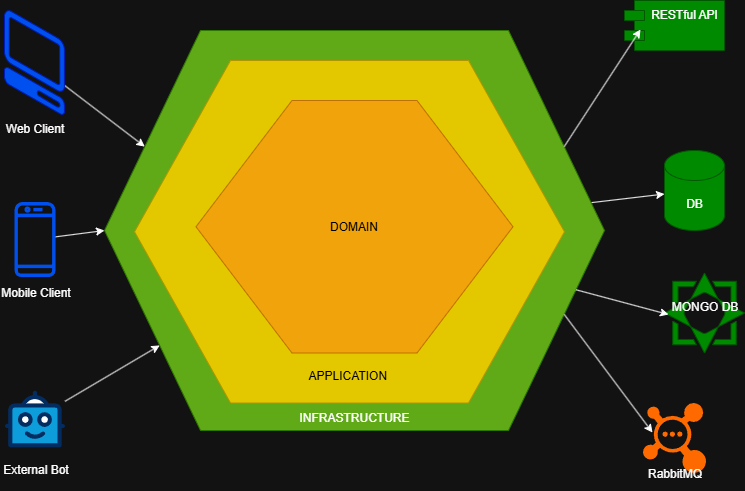 RESTful API
Web Client
DB
DOMAIN
Mobile Client
MONGO DB
APPLICATION
INFRASTRUCTURE
External Bot
RabbitMQ